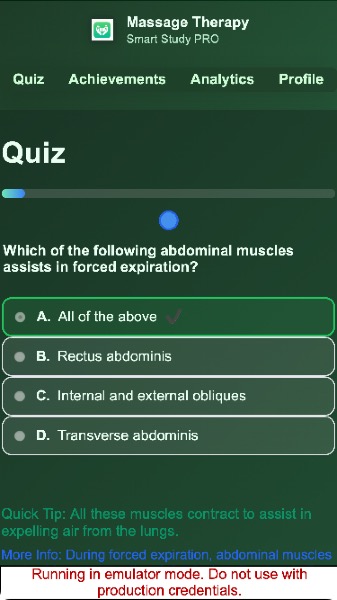 Massage Therapy
Smart Study PRO
Quiz Achievements Analytics Profile
Quiz
Which of the following abdominal muscles
assists in forced expiration?
A. All of the above
B. Rectus abdominis
C. Internal and external obliques
D. Transverse abdominis
Quick Tip: All these muscles contract to assist in
expelling air from the lungs.
More Info: During forced expiration, abdominal muscles
Running in emulator mode. Do not use with
production credentials.